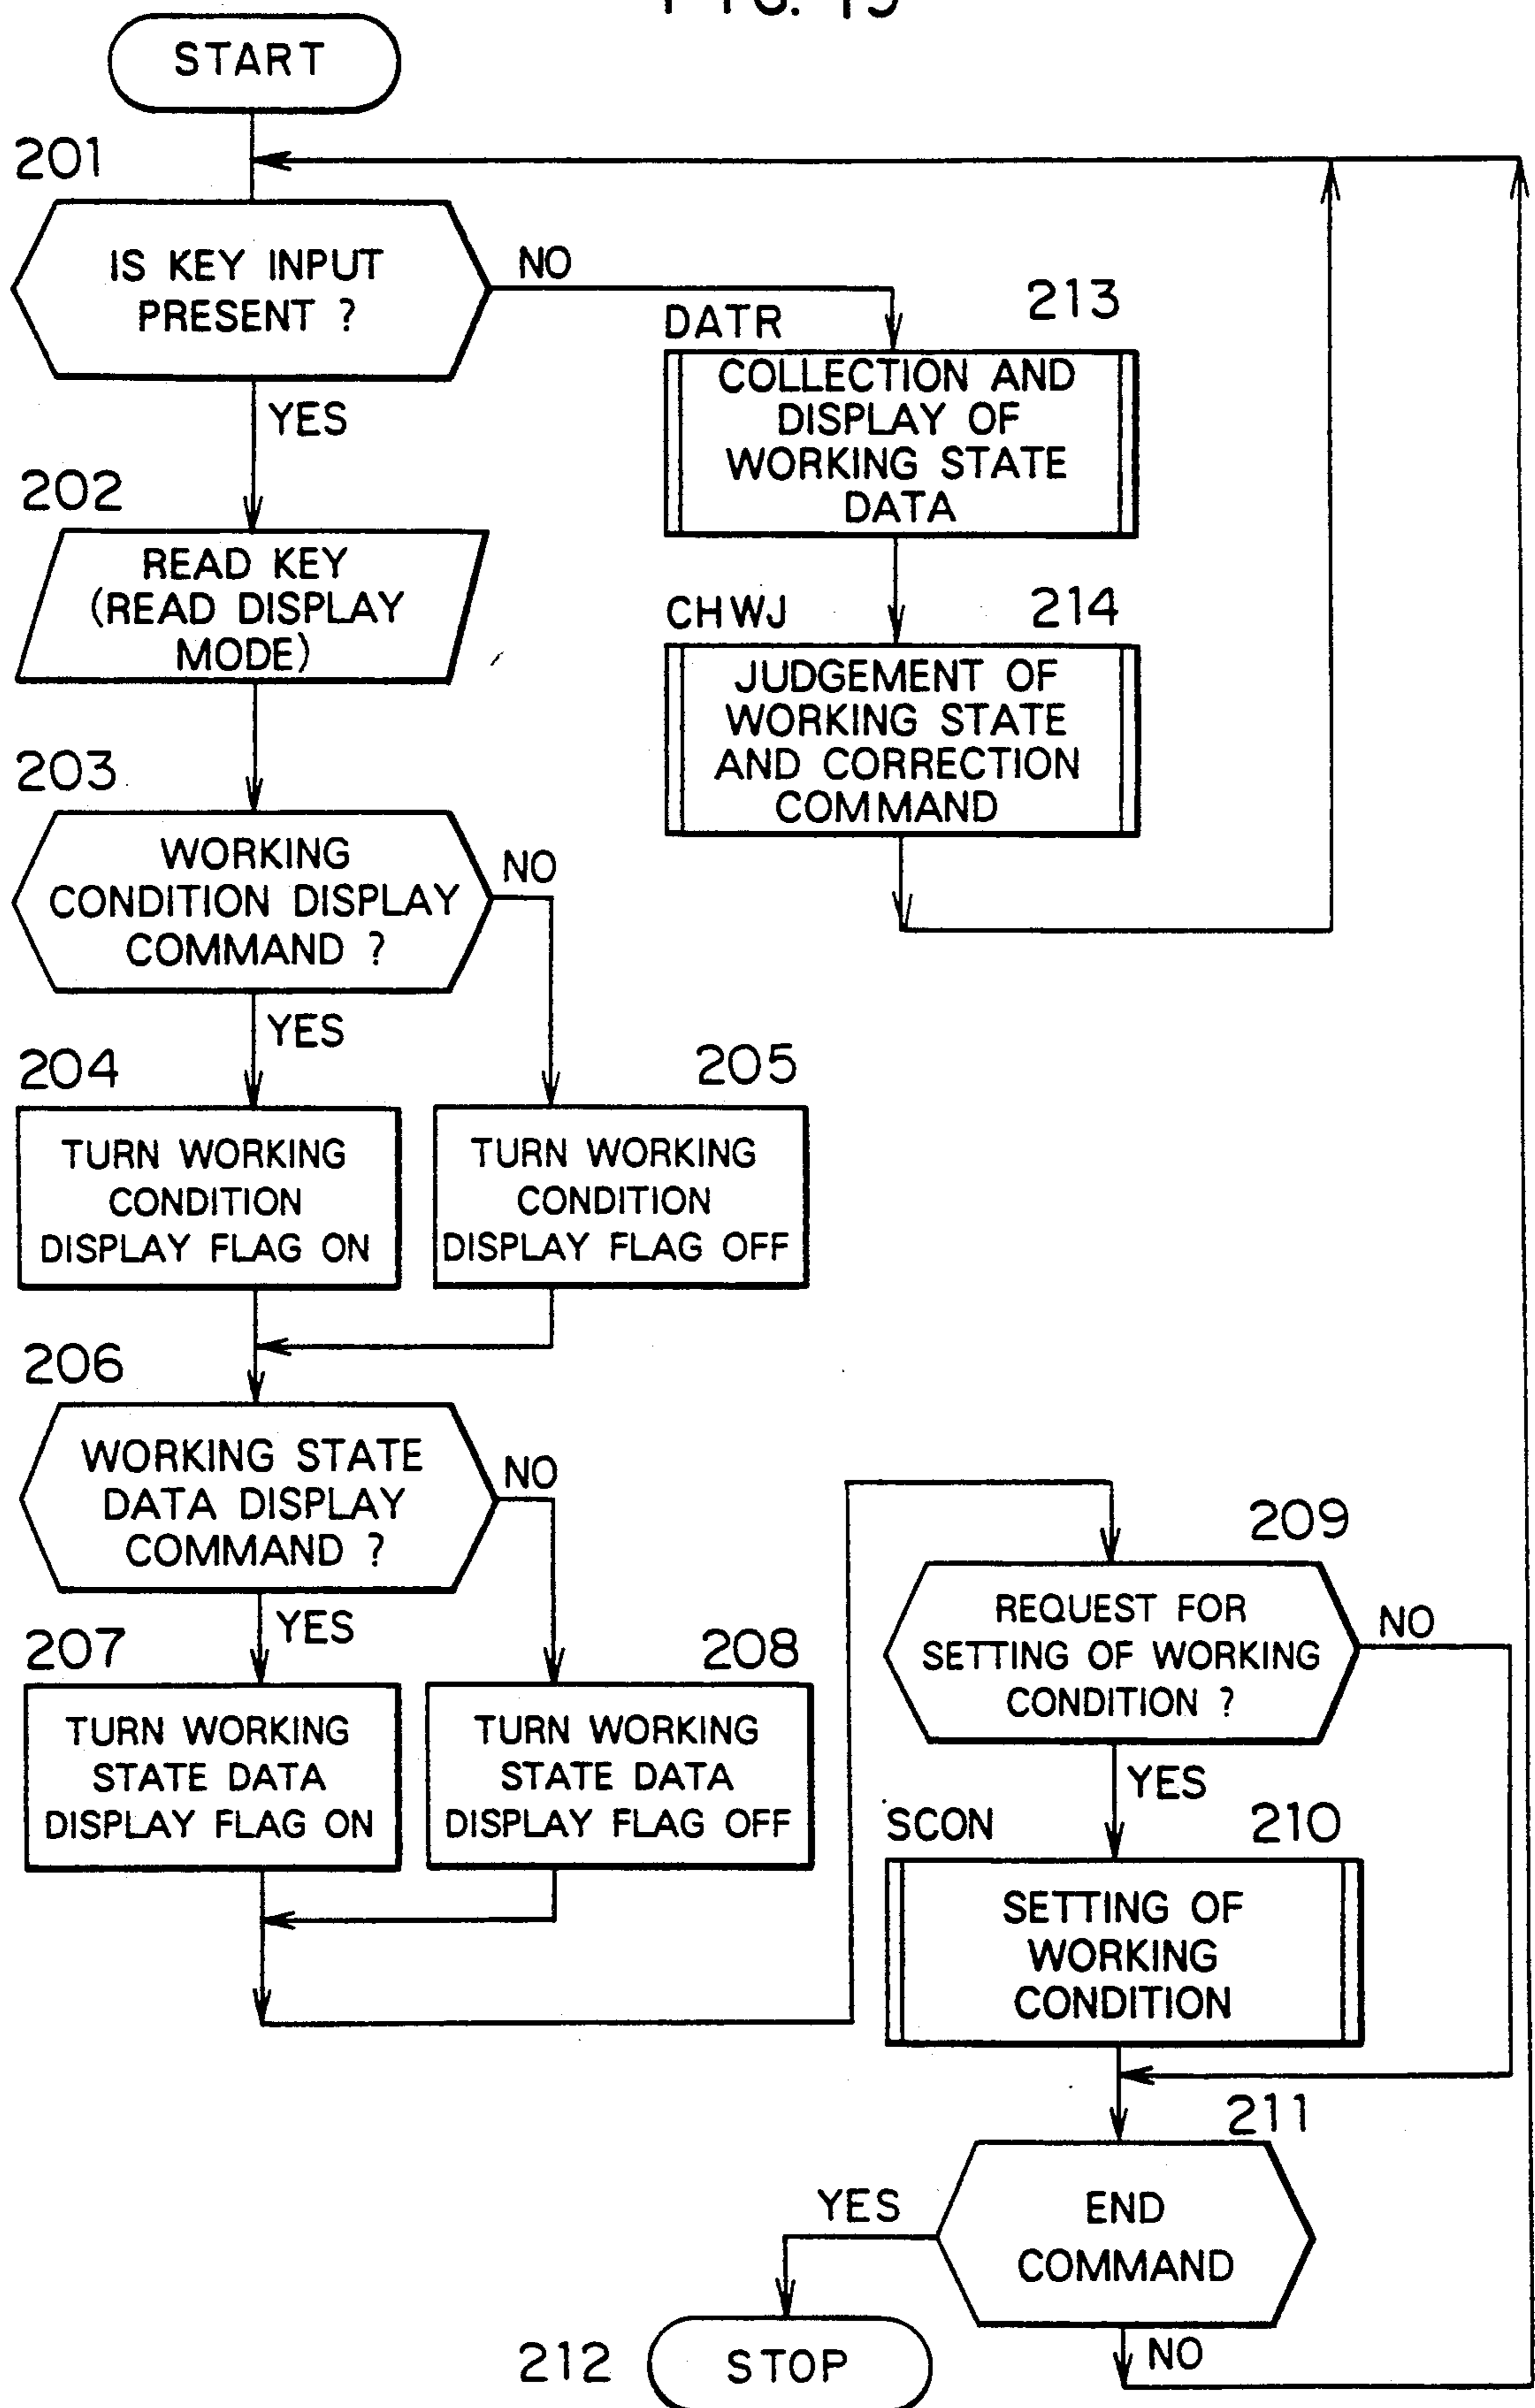 FIG. 15
START
201
IS KEY INPUT
PRESENT ?
NO
YES
DATR
213
COLLECTION AND
DISPLAY OF
WORKING STATE
DATA
202
READ KEY
(READ DISPLAY
MODE)
CHWJ
214
JUDGEMENT OF
WORKING STATE
AND CORRECTION
COMMAND
203
WORKING
CONDITION DISPLAY
COMMAND ?
NO
YES
204
TURN WORKING
CONDITION
DISPLAY FLAG ON
205
TURN WORKING
CONDITION
DISPLAY FLAG OFF
206
WORKING STATE
DATA DISPLAY
COMMAND ?
NO
YES
207
TURN WORKING
STATE DATA
DISPLAY FLAG ON
208
TURN WORKING
STATE DATA
DISPLAY FLAG OFF
209
REQUEST FOR
SETTING OF WORKING
CONDITION ?
NO
YES
SCON
210
SETTING OF
WORKING
CONDITION
211
END
COMMAND
YES
NO
212
STOP